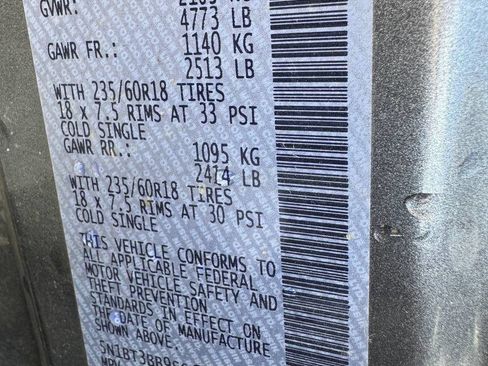 GVWR:
4773 LB
GAWR FR.: 1140 KG
2513 LB
WITH 235/60R18 TIRES
18 X 7.5 RIMS AT 33 PSI
COLD SINGLE
GAWR RR.: 1095 KG
2414 LB
WITH 235/60R18 TIRES
18 X 7.5 RIMS AT 30 PSI
COLD SINGLE
THIS VEHICLE CONFORMS TO
ALL APPLICABLE FEDERAL
MOTOR VEHICLE SAFETY AND
THEFT PREVENTION
STANDARDS IN EFFECT ON
THE DATE OF MANUFACTURE
SHOWN ABOVE.